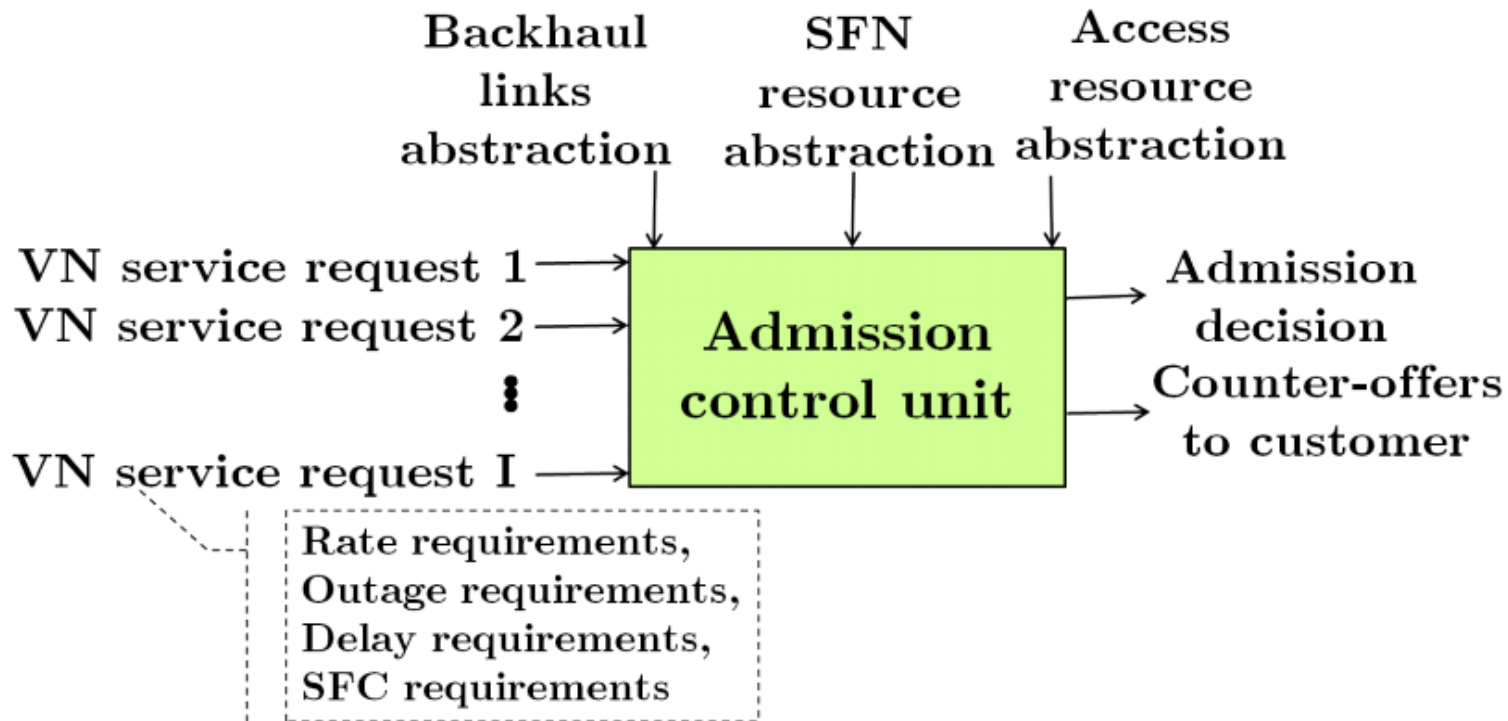 Backhaul
links
abstraction
SFN
resource
abstraction
Access
resource
abstraction
VN service request 1
VN service request 2
VN service request I
Admission
control unit
Admission
decision
Counter-offers
to customer
Rate requirements,
Outage requirements,
Delay requirements,
SFC requirements